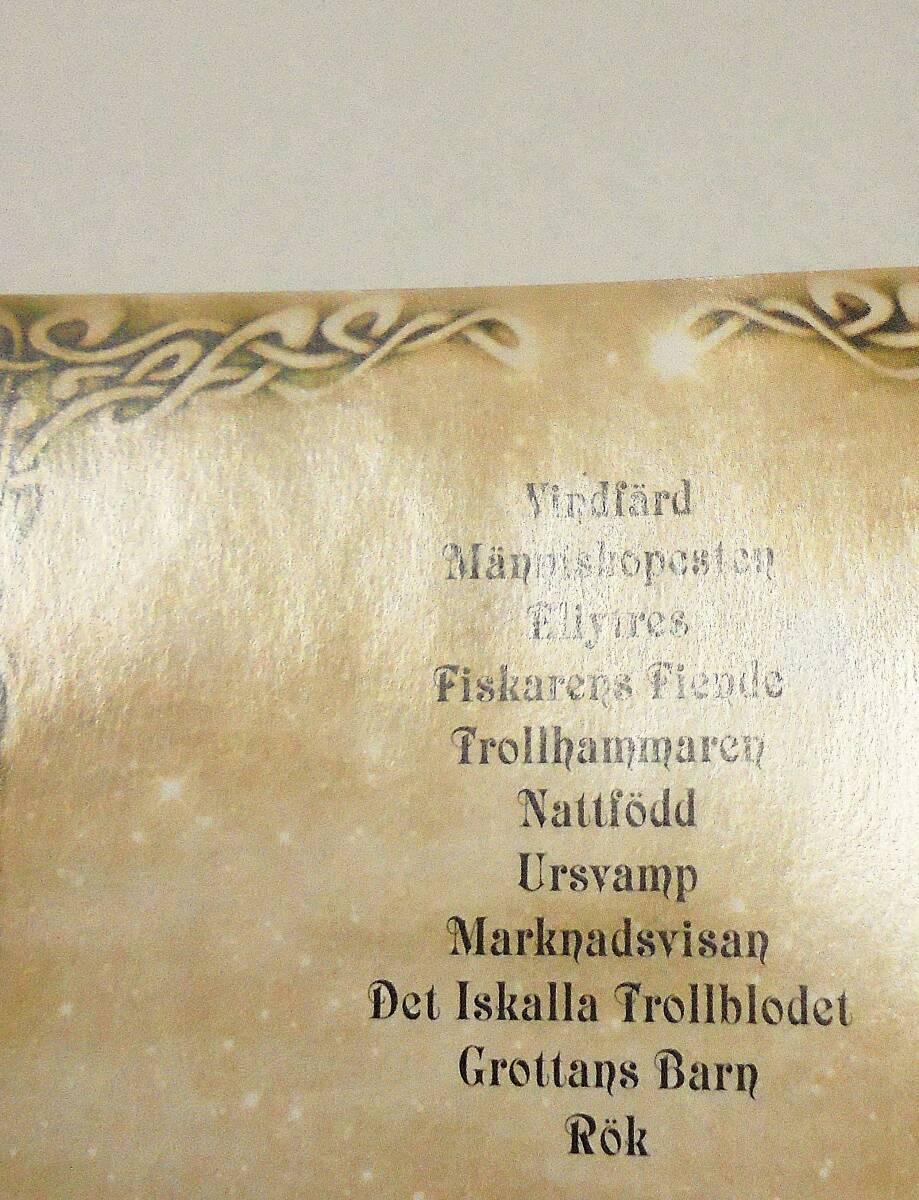 Vindfärd
Människopesten
Eliytres
Fiskarens Fiende
Trollhammaren
Nattfödd
Ursvamp
Marknadsvisan
Det Iskalla Trollblodet
Grottans Barn
Rök